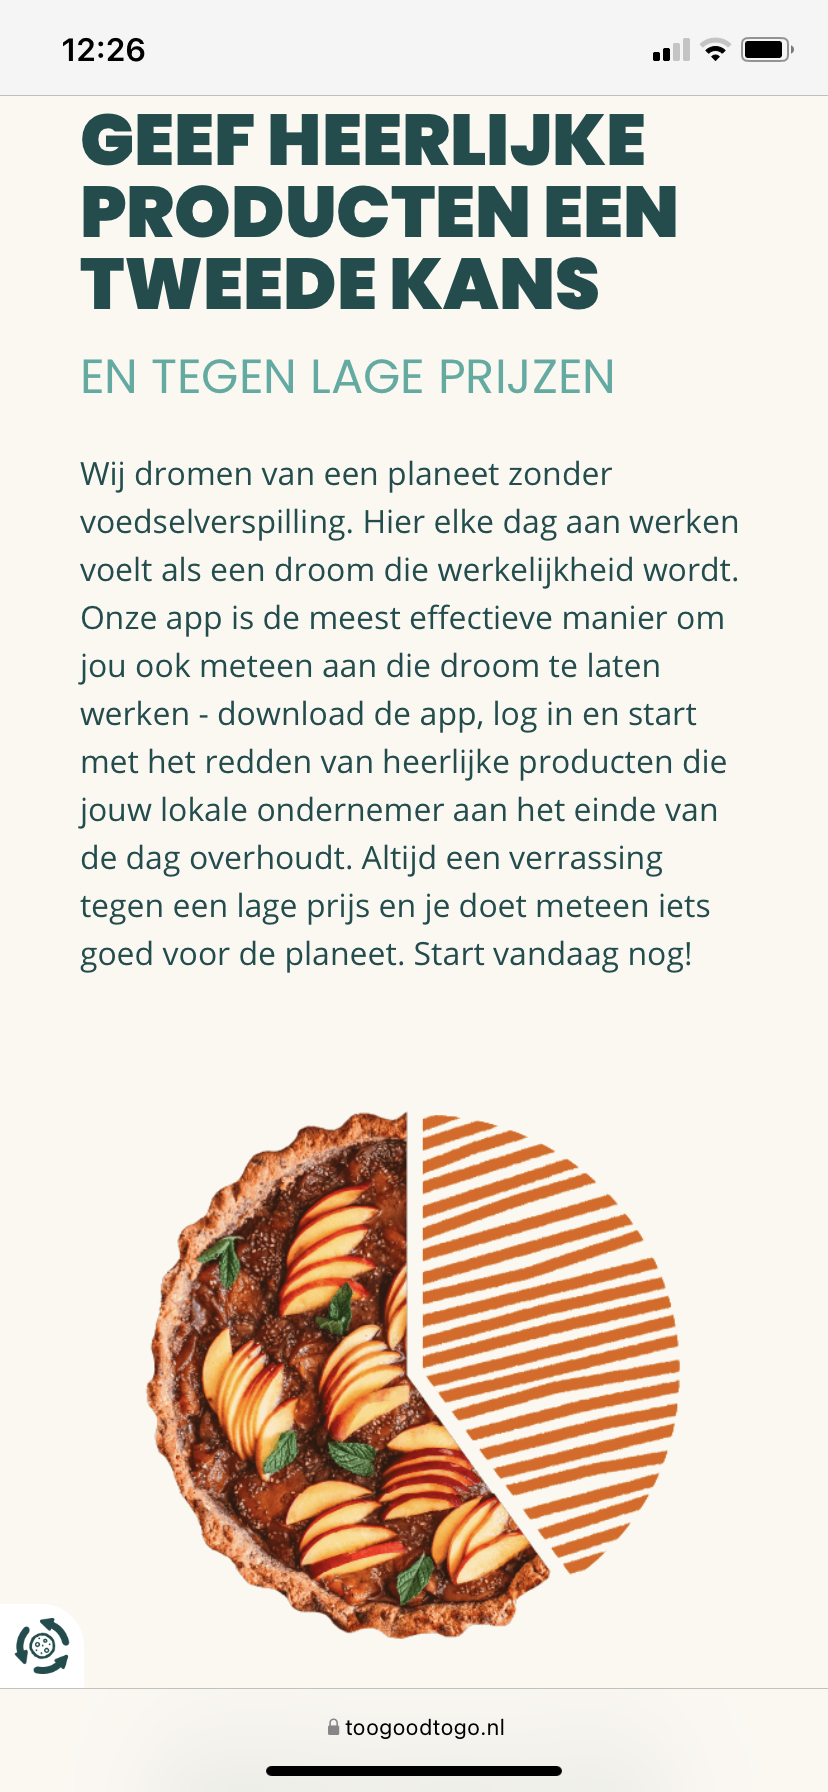 12:26
GEEF HEERLIJKE
PRODUCTEN EEN
TWEEDE KANS
EN TEGEN LAGE PRIJZEN
Wij dromen van een planeet zonder
voedselverspilling. Hier elke dag aan werken
voelt als een droom die werkelijkheid wordt.
Onze app is de meest effectieve manier om
jou ook meteen aan die droom te laten
werken - download de app, log in en start
met het redden van heerlijke producten die
jouw lokale ondernemer aan het einde van
de dag overhoudt. Altijd een verrassing
tegen een lage prijs en je doet meteen iets
goed voor de planeet. Start vandaag nog!
toogoodtogo.nl